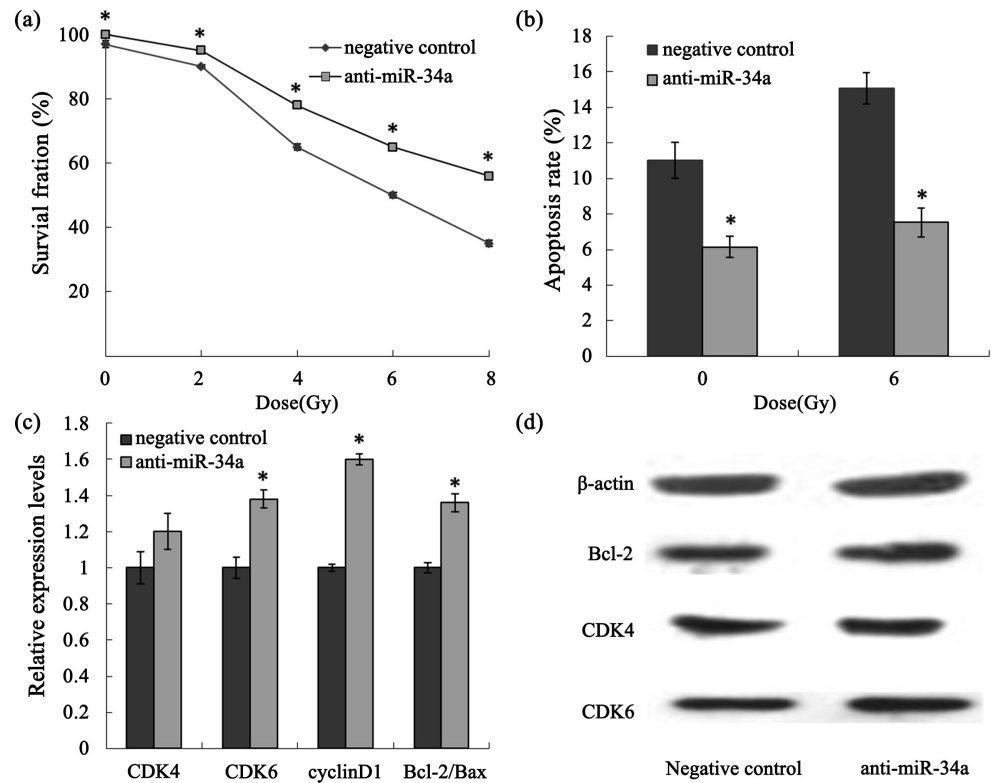 (a)
*
*
*
*
*
negative control
anti-miR-34a
Survial fration (%)
100
80
60
40
20
0
2
4
6
8
Dose(Gy)
(b)
negative control
anti-miR-34a
Apoptosis rate (%)
18
16
14
12
10
8
6
4
2
0
*
*
0
6
Dose(Gy)
(c)
negative control
anti-miR-34a
Relative expression levels
1.8
1.6
1.4
1.2
1
0.8
0.6
0.4
0.2
0
*
*
*
CDK4
CDK6
cyclinD1
Bcl-2/Bax
(d)
β-actin
Bcl-2
CDK4
CDK6
Negative control
anti-miR-34a